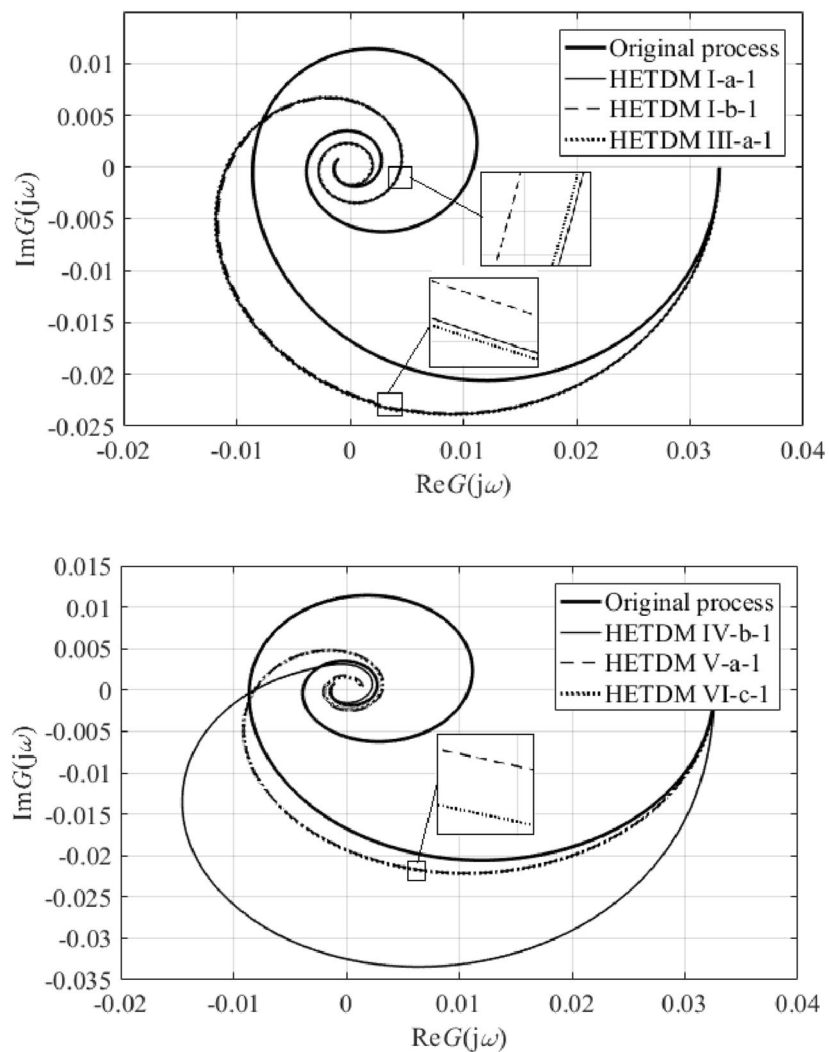 0.01
0.005
0
-0.005
-0.01
-0.015
-0.02
-0.025
ImG(jω)
Original process
HETDM I-a-1
HETDM I-b-1
HETDM III-a-1
-0.02 -0.01 0 0.01 0.02 0.03 0.04
ReG(jω)
0.015
0.01
0.005
0
-0.005
-0.01
-0.015
-0.02
-0.025
-0.03
-0.035
ImG(jω)
Original process
HETDM IV-b-1
HETDM V-a-1
HETDM VI-c-1
-0.02 -0.01 0 0.01 0.02 0.03 0.04
ReG(jω)